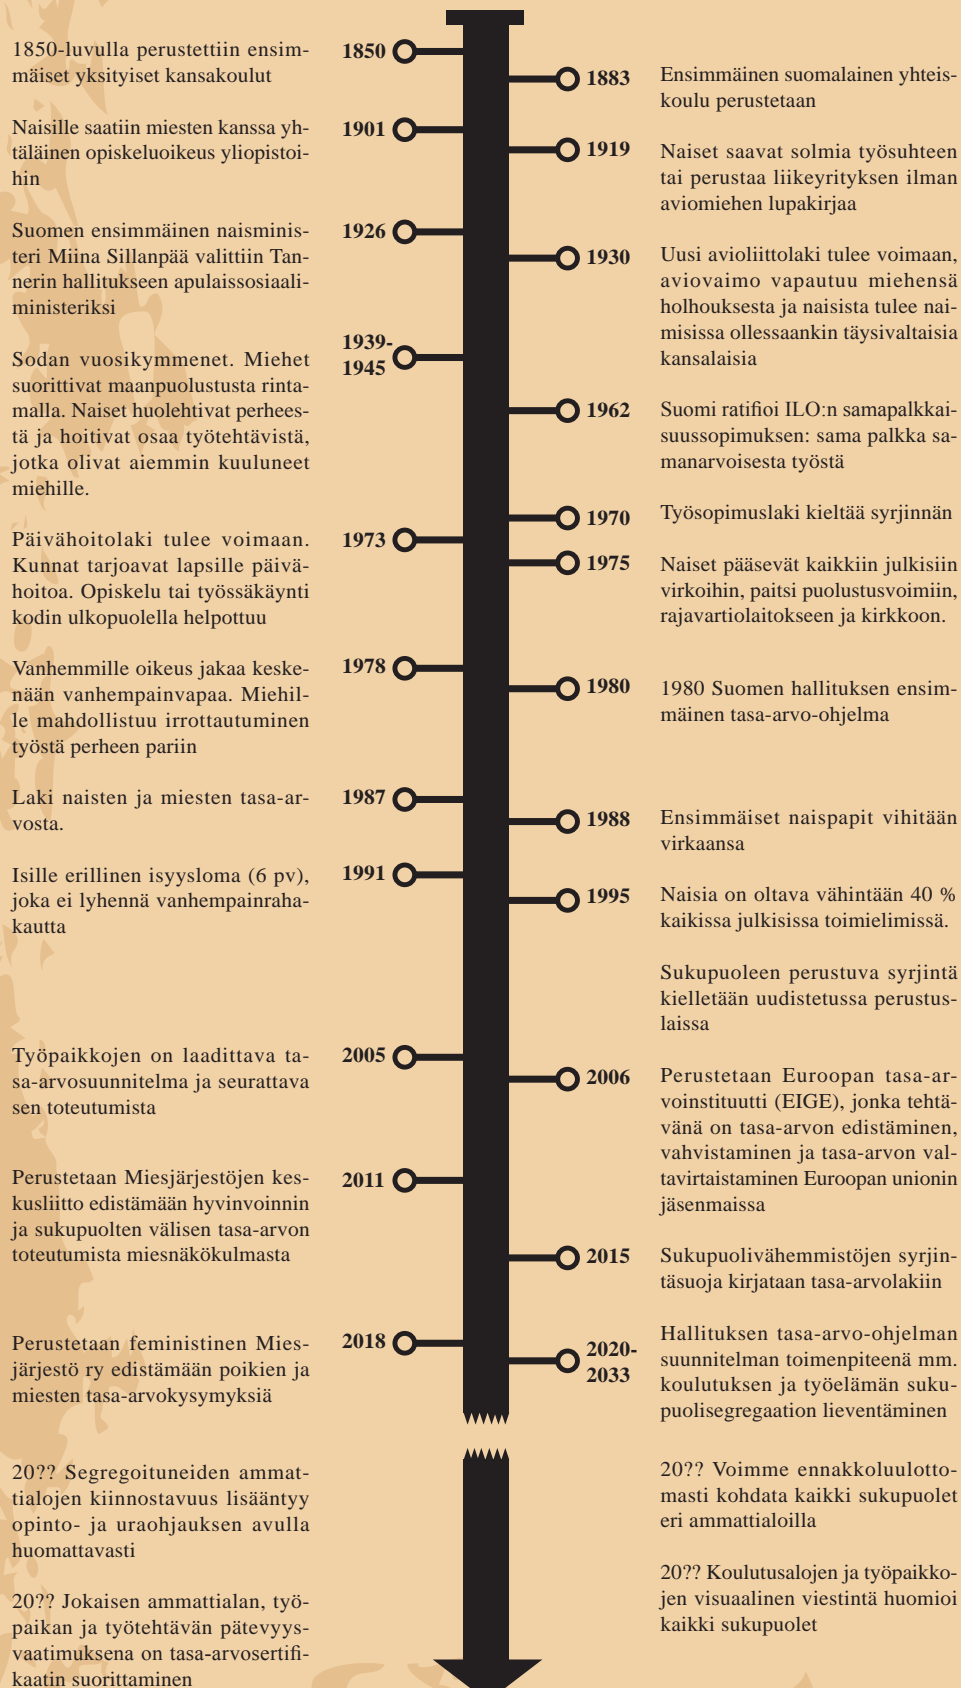 1850-luvulla perustettiin ensim-
mäiset yksityiset kansakoulut
1850
1883
Ensimmäinen suomalainen yhteis-
koulu perustetaan
Naisille saatiin miesten kanssa yh-
täläinen opiskeluoikeus yliopistoi-
hin
1901
1919
Naiset saavat solmia työsuhteen
tai perustaa liikeyrityksen ilman
aviomiehen lupakirjaa
Suomen ensimmäinen naisminis-
teri Miina Sillanpää valittiin Tan-
nerin hallitukseen apulaissosiaali-
ministeriksi
1926
1930
Uusi avioliittolaki tulee voimaan,
aviovaimo vapautuu miehensä
holhouksesta ja naisista tulee nai-
misissa ollessaankin täysivaltaisia
kansalaisia
Sodan vuosikymmenet. Miehet
suorittivat maanpuolustusta rinta-
malla. Naiset huolehtivat perhees-
tä ja hoitivat osaa työtehtävistä,
jotka olivat aiemmin kuuluneet
miehille.
1939-
1945
1962
Suomi ratifioi ILO:n samapalkkai-
suussopimuksen: sama palkka sa-
manarvoisesta työstä
1970
Työsopimuslaki kieltää syrjinnän
Päivähoitolaki tulee voimaan.
Kunnat tarjoavat lapsille päivä-
hoitoa. Opiskelu tai työssäkäynti
kodin ulkopuolella helpottuu
1973
1975
Naiset pääsevät kaikkiin julkisiin
virkoihin, paitsi puolustusvoimiin,
rajavartiolaitokseen ja kirkkoon.
Vanhemmille oikeus jakaa keske-
nään vanhempainvapaa. Miehil-
le mahdollistuu irrottautuminen
työstä perheen pariin
1978
1980
1980 Suomen hallituksen ensim-
mäinen tasa-arvo-ohjelma
Laki naisten ja miesten tasa-ar-
vosta.
1987
1988
Ensimmäiset naispapit vihitään
virkaansa
Isille erillinen isyysloma (6 pv),
joka ei lyhennä vanhempainraha-
kautta
1991
1995
Naisia on oltava vähintään 40 %
kaikissa julkisissa toimielimissä.
Sukupuoleen perustuva syrjintä
kielletään uudistetussa perustus-
laissa
Työpaikkojen on laadittava ta-
sa-arvosuunnitelma ja seurattava
sen toteutumista
2005
2006
Perustetaan Euroopan tasa-ar-
voinstituutti (EIGE), jonka tehtä-
vänä on tasa-arvon edistäminen,
vahvistaminen ja tasa-arvon val-
tavirtaistaminen Euroopan unionin
jäsenmaissa
Perustetaan Miesjärjestöjen kes-
kusliitto edistämään hyvinvoinnin
ja sukupuolten välisen tasa-arvon
toteutumista miesnäkökulmasta
2011
2015
Sukupuolivähemmistöjen syrjin-
täsuoja kirjataan tasa-arvolakiin
Perustetaan feministinen Mies-
järjestö ry edistämään poikien ja
miesten tasa-arvokysymyksiä
2018
2020-
2033
Hallituksen tasa-arvo-ohjelman
suunnitelman toimenpiteenä mm.
koulutuksen ja työelämän suku-
puolisegregaation lieventäminen
20?? Segregoituneiden ammat-
tialojen kiinnostavuus lisääntyy
opinto- ja uraohjauksen avulla
huomattavasti
20?? Voimme ennakkoluulotto-
masti kohdata kaikki sukupuolet
eri ammattialoilla
20?? Jokaisen ammattialan, työ-
paikan ja työtehtävän pätevyys-
vaatimuksena on tasa-arvosertifi-
kaatin suorittaminen
20?? Koulutusalojen ja työpaikko-
jen visuaalinen viestintä huomioi
kaikki sukupuolet